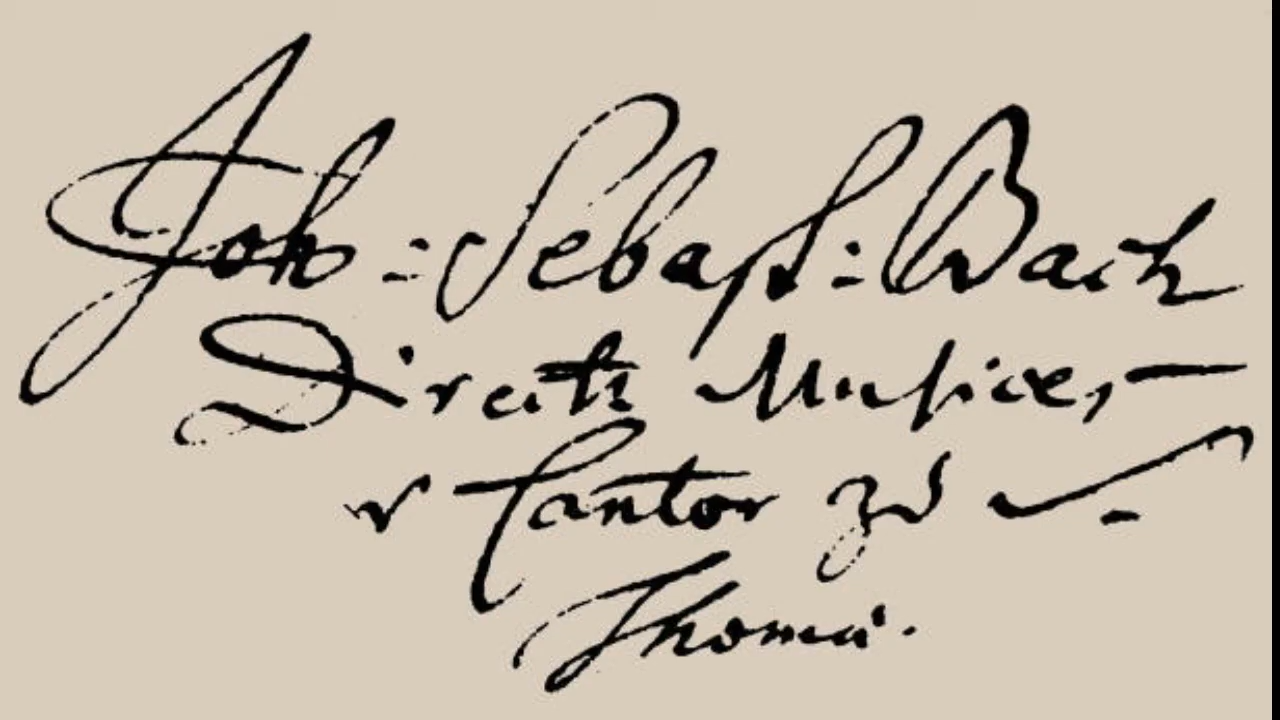 Joh: Sebast: Bach
Direct: Musices,
v Cantor zu S.
Thomæ.